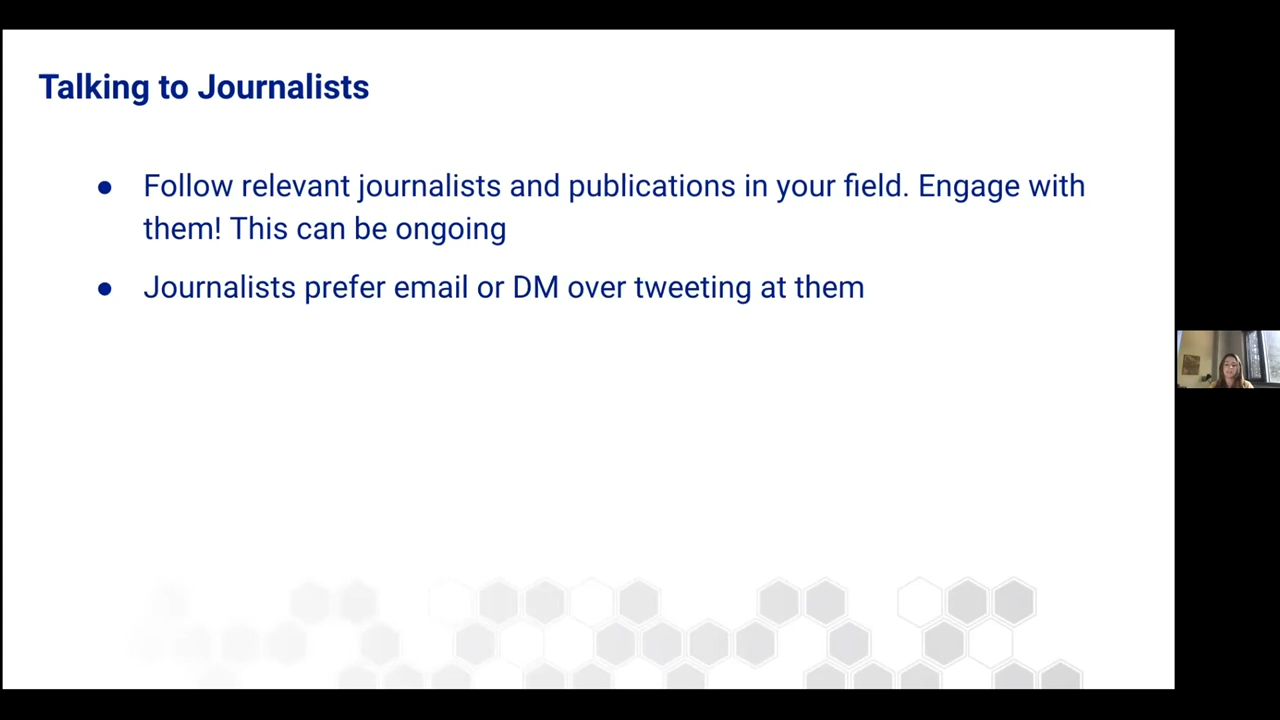 Talking to Journalists
● Follow relevant journalists and publications in your field. Engage with
them! This can be ongoing
● Journalists prefer email or DM over tweeting at them